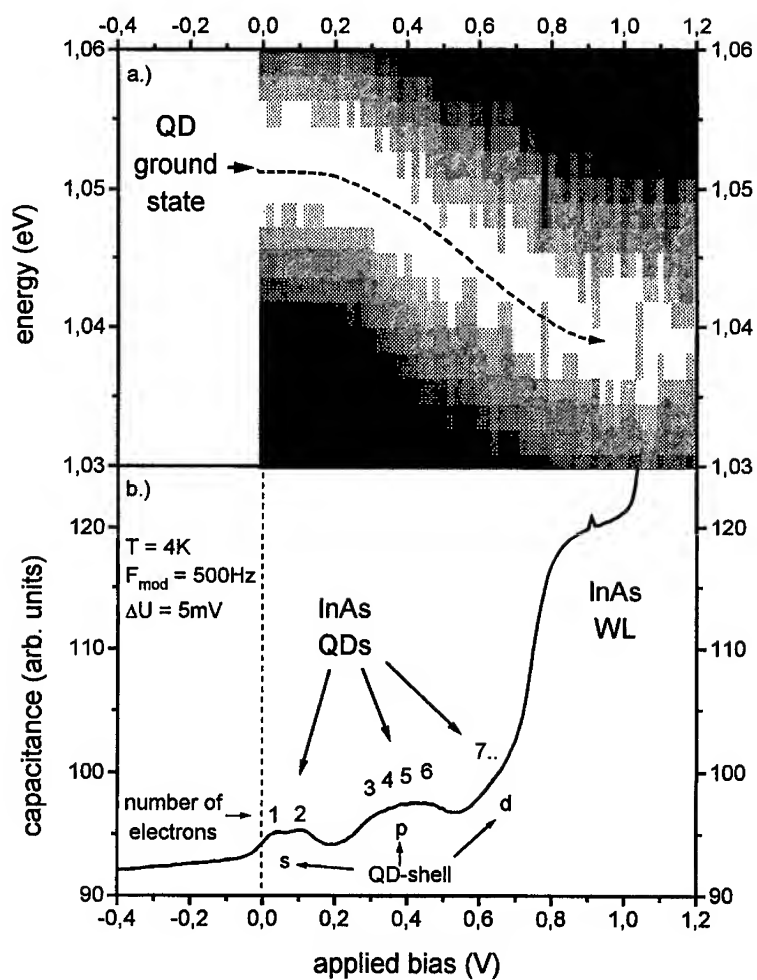 -0,4 -0,2 0,0 0,2 0,4 0,6 0,8 1,0 1,2
a.)
QD
ground
state
energy (eV)
1,06
1,05
1,04
1,03
1,06
1,05
1,04
1,03
b.)
T = 4K
F_mod = 500Hz
ΔU = 5mV
InAs
QDs
InAs
WL
7..
3 4 5 6
number of
electrons
1 2
s
p
d
QD-shell
capacitance (arb. units)
120
110
100
90
120
110
100
90
-0,4 -0,2 0,0 0,2 0,4 0,6 0,8 1,0 1,2
applied bias (V)